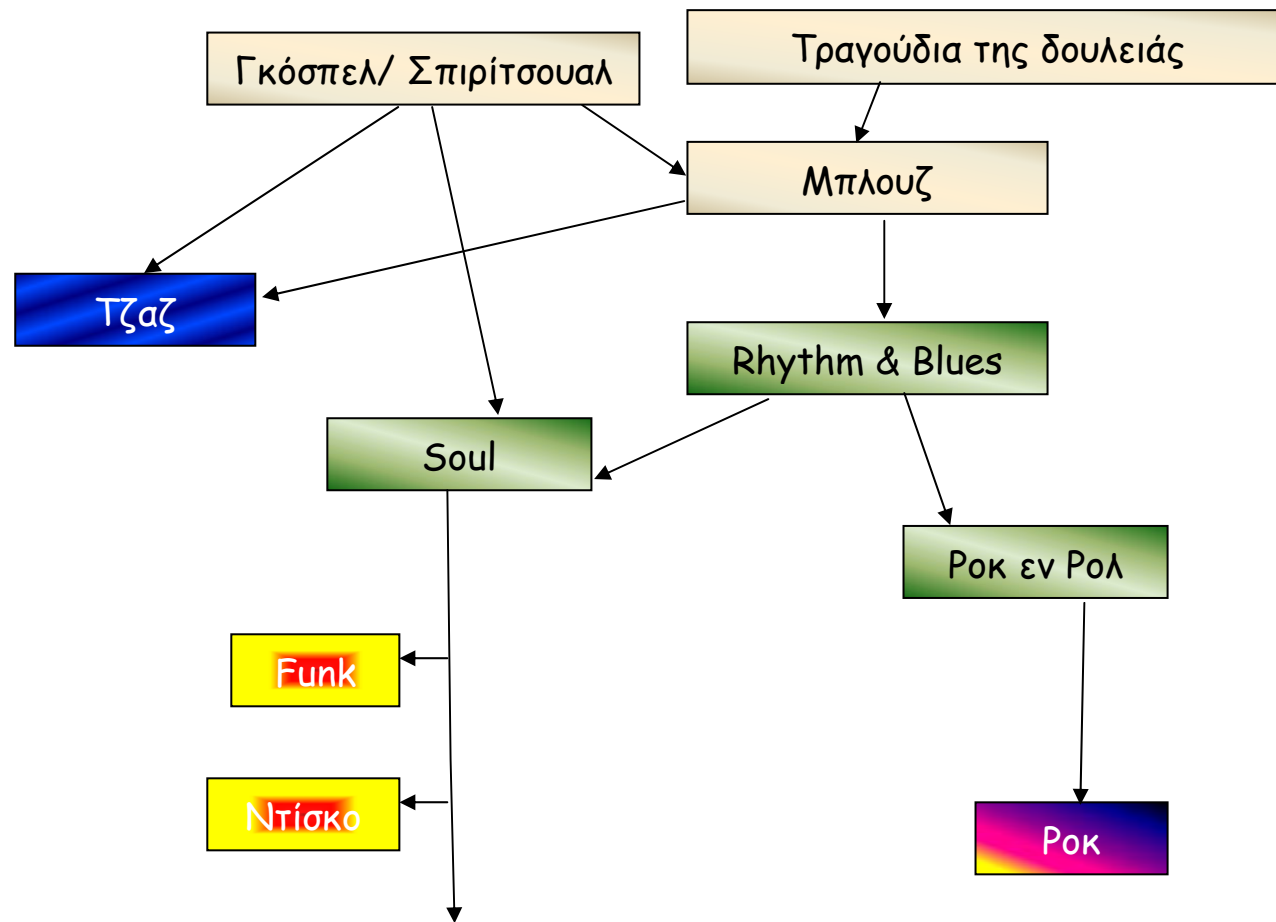 Τραγούδια της δουλειάς
Γκόσπελ/ Σπιρίτσουαλ
Μπλουζ
Τζαζ
Rhythm & Blues
Soul
Ροκ εν Ρολ
Funk
Ντίσκο
Ροκ